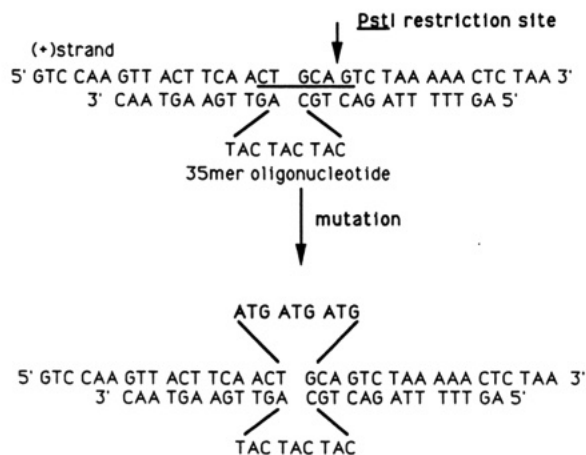 PstI restriction site
(+)strand
5' GTC CAA GTT ACT TCA ACT GCA GTC TAA AAA CTC TAA 3'
3' CAA TGA AGT TGA CGT CAG ATT TTT GA 5'
TAC TAC TAC
35mer oligonucleotide
mutation
ATG ATG ATG
5' GTC CAA GTT ACT TCA ACT GCA GTC TAA AAA CTC TAA 3'
3' CAA TGA AGT TGA CGT CAG ATT TTT GA 5'
TAC TAC TAC